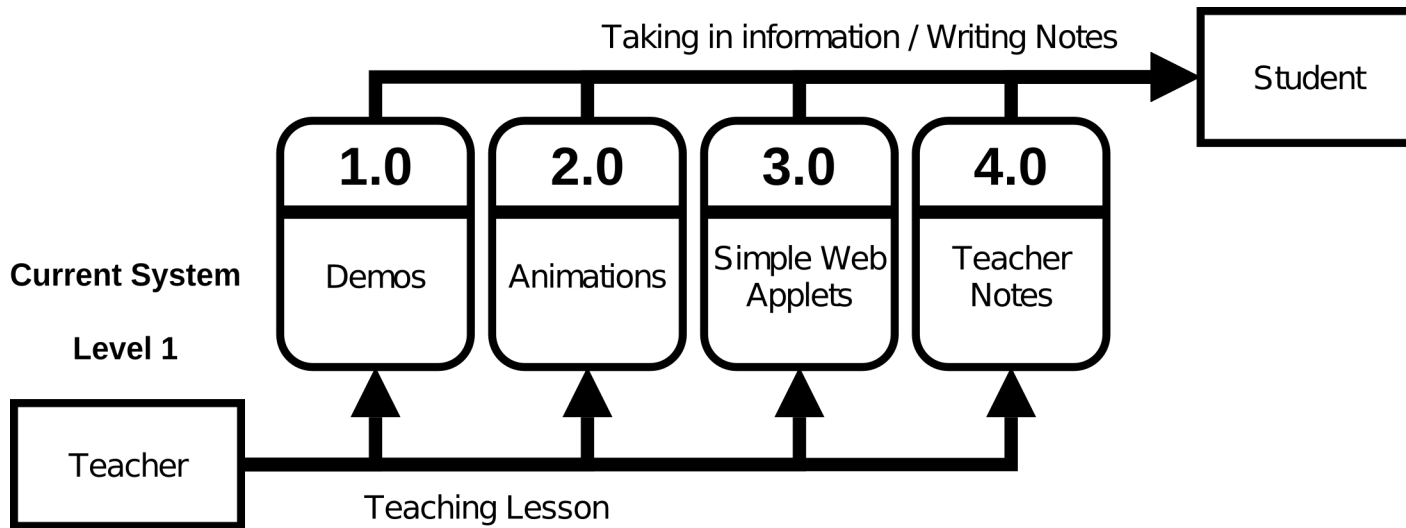 Taking in information / Writing Notes
Student
1.0
2.0
3.0
4.0
Demos
Animations
Simple Web
Applets
Teacher
Notes
Current System
Level 1
Teacher
Teaching Lesson